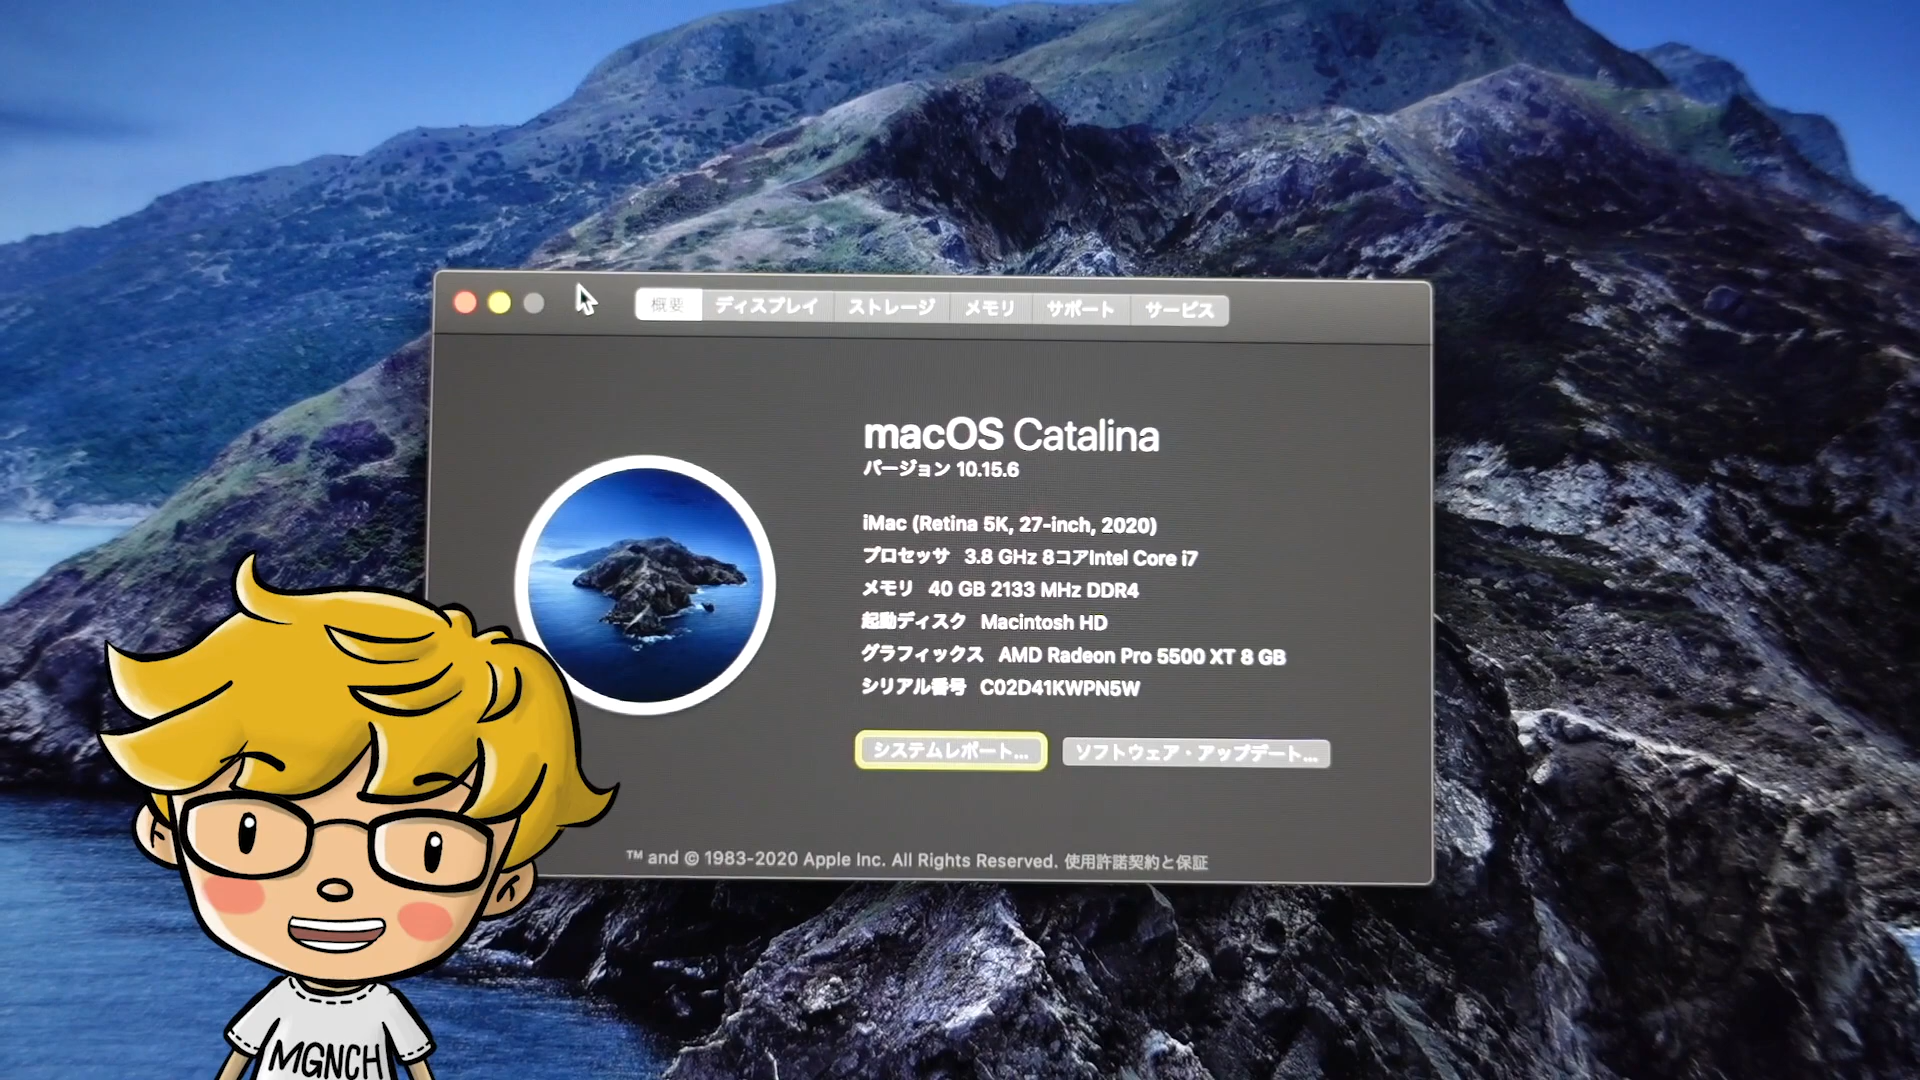 概要 ディスプレイ ストレージ メモリ サポート サービス
macOS Catalina
バージョン 10.15.6
iMac (Retina 5K, 27-inch, 2020)
プロセッサ 3.8 GHz 8コアIntel Core i7
メモリ 40 GB 2133 MHz DDR4
起動ディスク Macintosh HD
グラフィックス AMD Radeon Pro 5500 XT 8 GB
シリアル番号 C02D41KWPN5W
システムレポート... ソフトウェア・アップデート...
™ and © 1983-2020 Apple Inc. All Rights Reserved. 使用許諾契約と保証
MGNCH